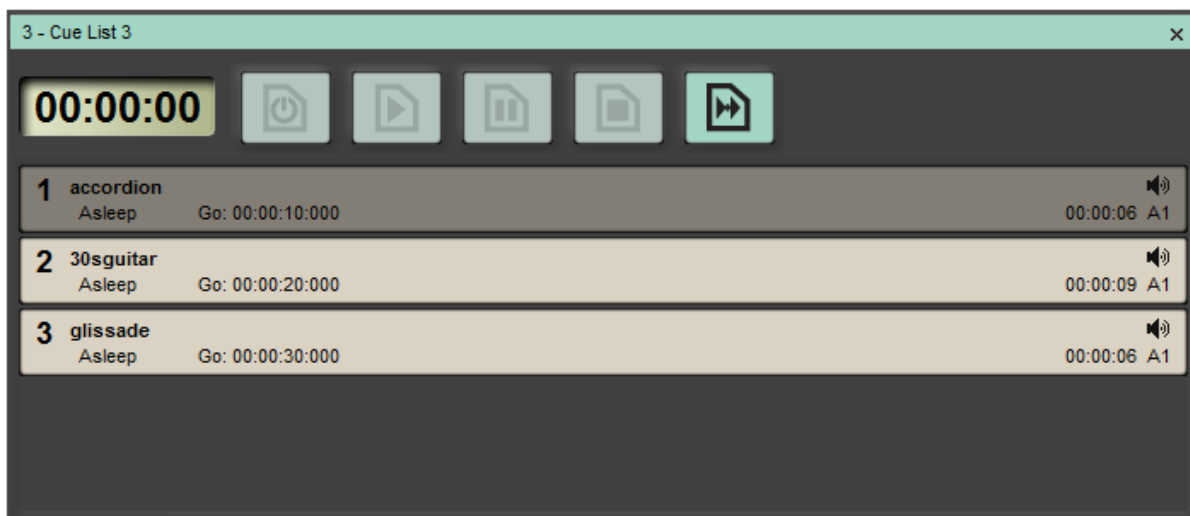 3 - Cue List 3
00:00:00
1 accordion
Asleep Go: 00:00:10:000 00:00:06 A1
2 30sguitar
Asleep Go: 00:00:20:000 00:00:09 A1
3 glissade
Asleep Go: 00:00:30:000 00:00:06 A1